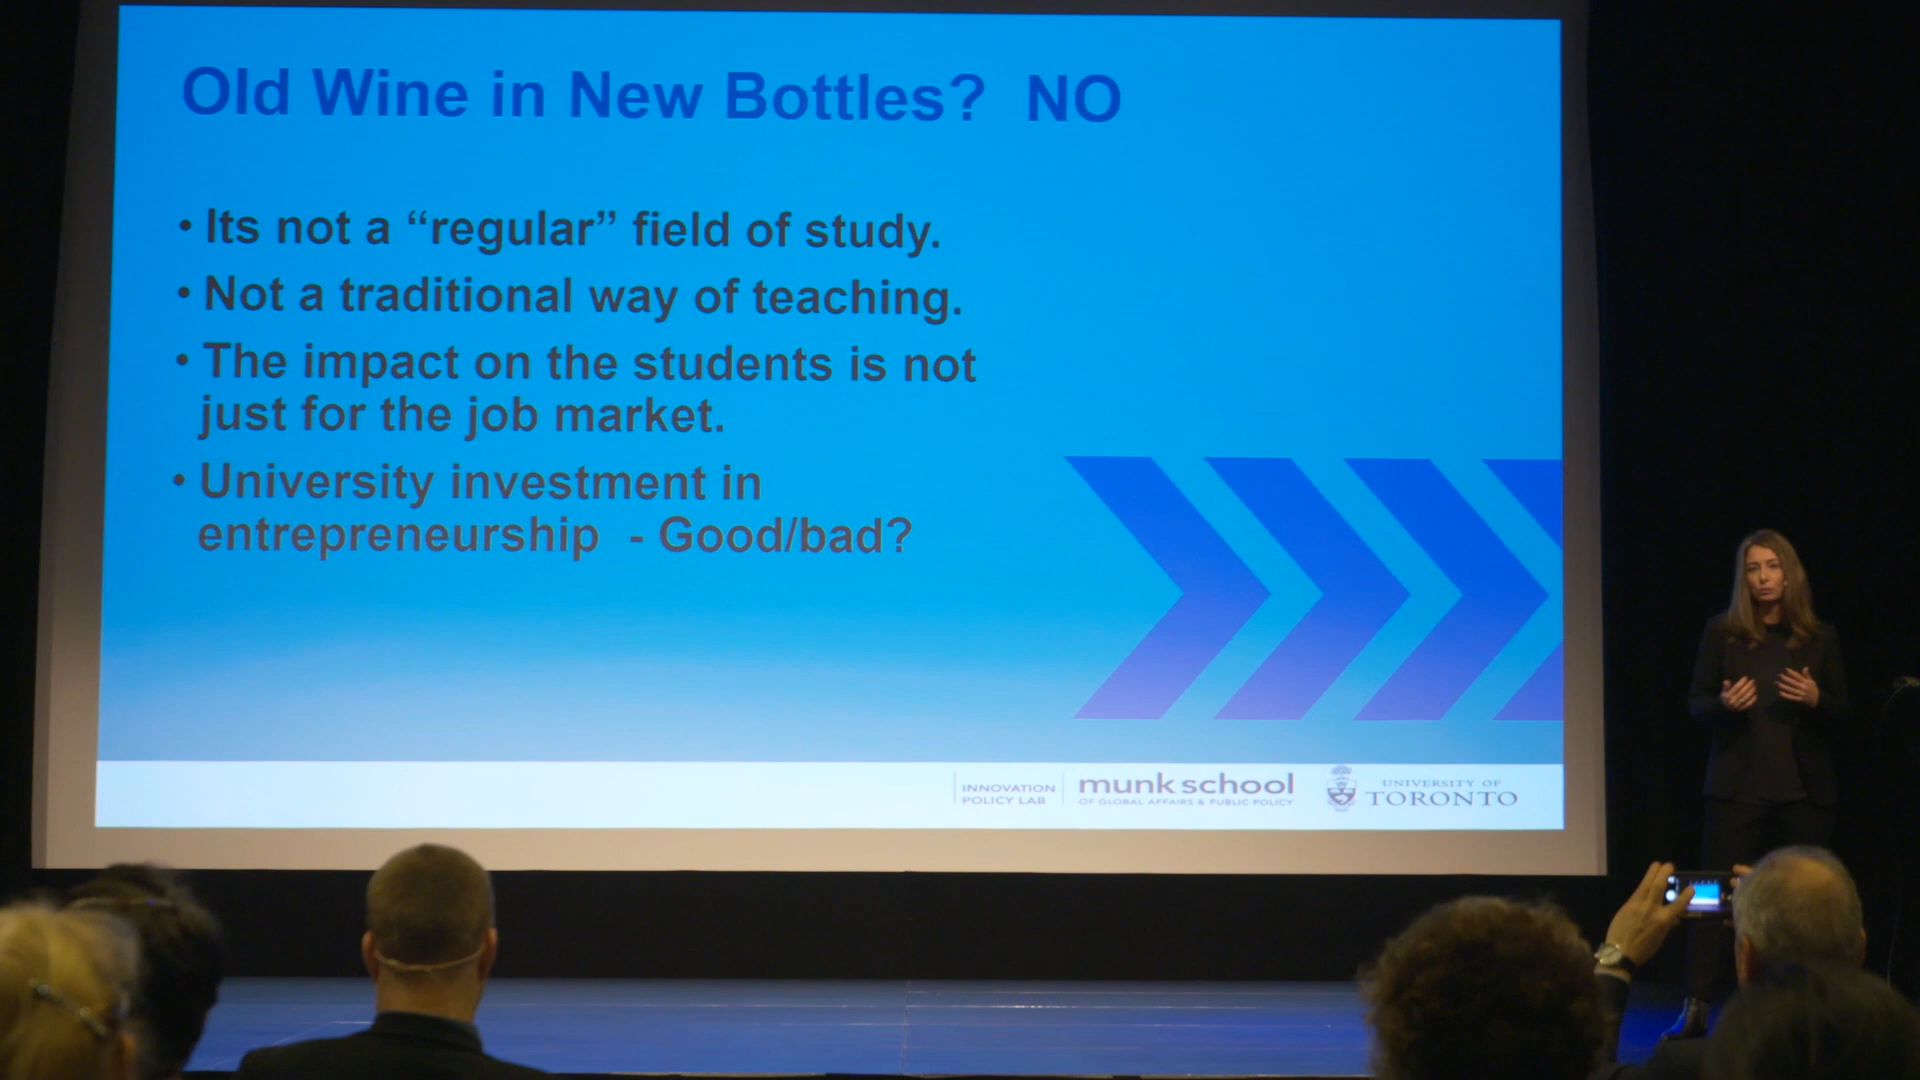 Old Wine in New Bottles?  NO
• Its not a “regular” field of study.
• Not a traditional way of teaching.
• The impact on the students is not
just for the job market.
• University investment in
entrepreneurship  - Good/bad?
INNOVATION
POLICY LAB
munk school
OF GLOBAL AFFAIRS & PUBLIC POLICY
UNIVERSITY OF
TORONTO